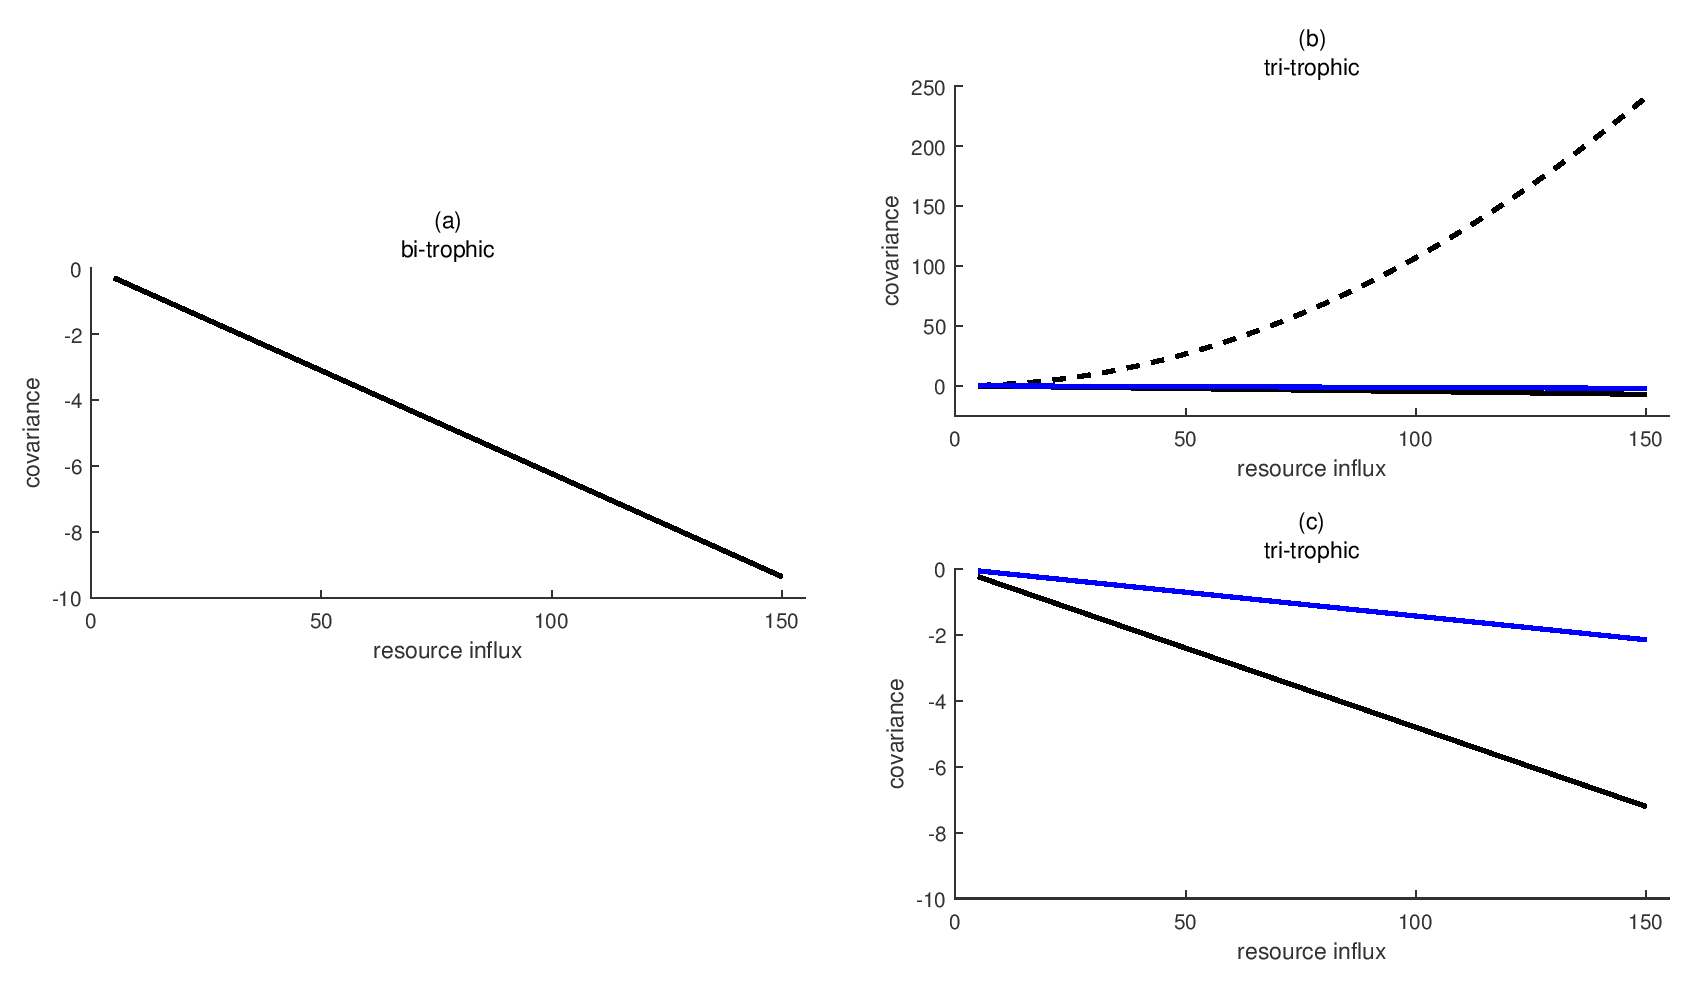 (a)
bi-trophic
0
-2
-4
-6
-8
-10
covariance
0 50 100 150
resource influx
(b)
tri-trophic
250
200
150
100
50
0
covariance
0 50 100 150
resource influx
(c)
tri-trophic
0
-2
-4
-6
-8
-10
covariance
0 50 100 150
resource influx